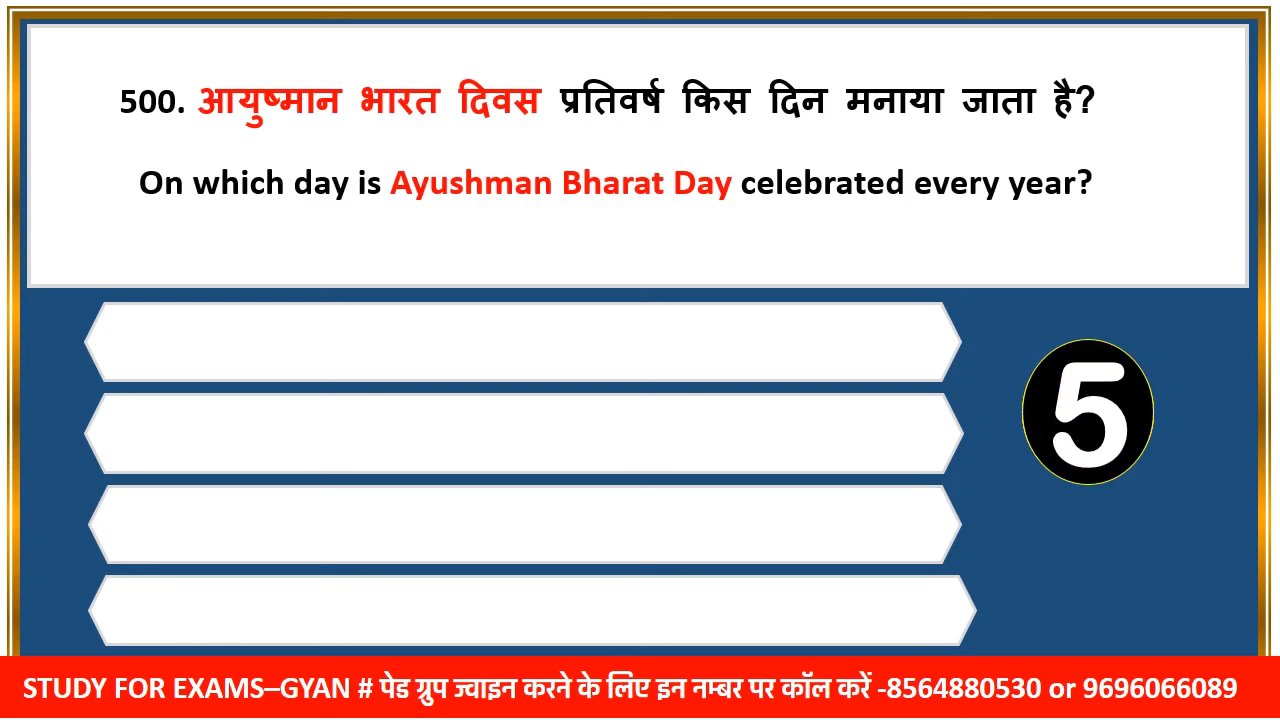 500. आयुष्मान भारत दिवस प्रतिवर्ष किस दिन मनाया जाता है?
On which day is Ayushman Bharat Day celebrated every year?
5
STUDY FOR EXAMS–GYAN # पेड ग्रुप ज्वाइन करने के लिए इन नम्बर पर कॉल करें -8564880530 or 9696066089